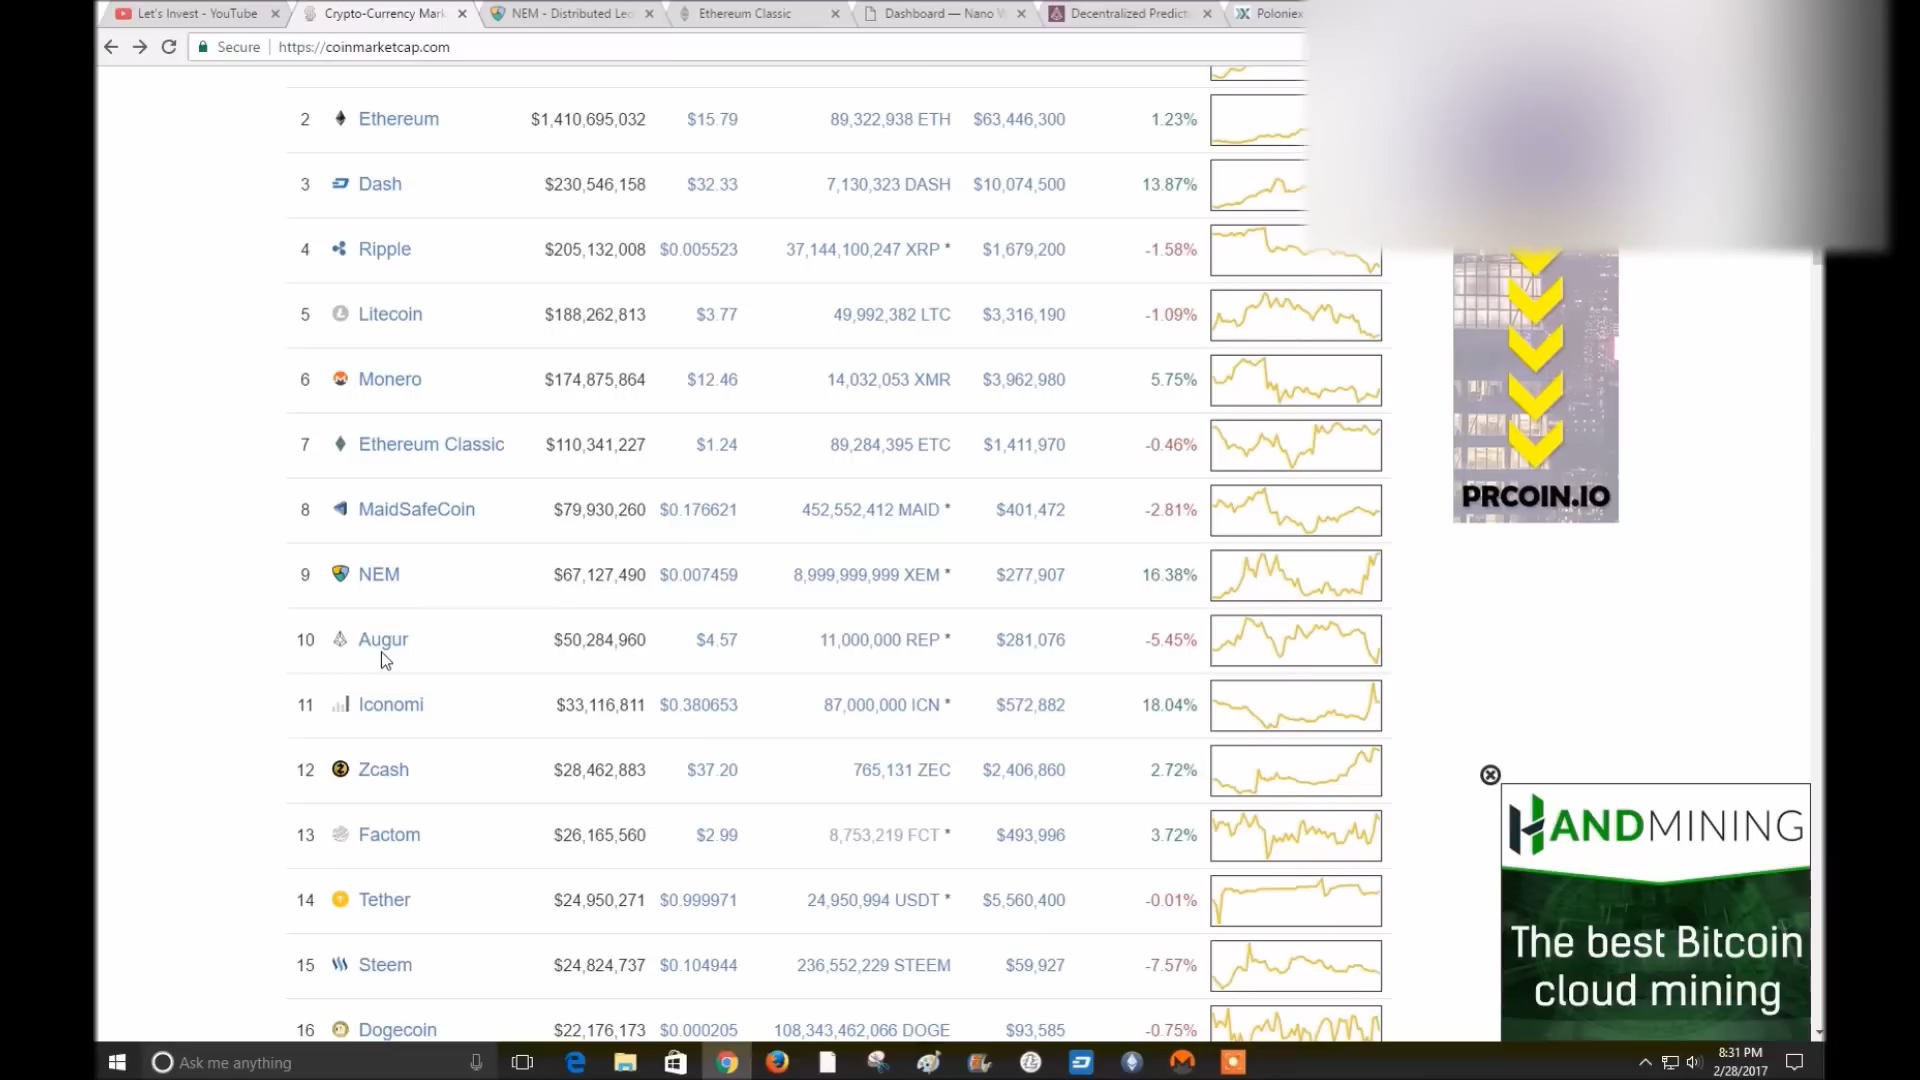 Let's Invest - YouTube
Crypto-Currency Mark
NEM - Distributed Le
Ethereum Classic
Dashboard — Nano
Decentralized Predict
Poloniex
Secure | https://coinmarketcap.com
2 Ethereum $1,410,695,032 $15.79 89,322,938 ETH $63,446,300 1.23%
3 Dash $230,546,158 $32.33 7,130,323 DASH $10,074,500 13.87%
4 Ripple $205,132,008 $0.005523 37,144,100,247 XRP * $1,679,200 -1.58%
5 Litecoin $188,262,813 $3.77 49,992,382 LTC $3,316,190 -1.09%
6 Monero $174,875,864 $12.46 14,032,053 XMR $3,962,980 5.75%
7 Ethereum Classic $110,341,227 $1.24 89,284,395 ETC $1,411,970 -0.46%
8 MaidSafeCoin $79,930,260 $0.176621 452,552,412 MAID * $401,472 -2.81%
9 NEM $67,127,490 $0.007459 8,999,999,999 XEM * $277,907 16.38%
10 Augur $50,284,960 $4.57 11,000,000 REP * $281,076 -5.45%
11 Iconomi $33,116,811 $0.380653 87,000,000 ICN * $572,882 18.04%
12 Zcash $28,462,883 $37.20 765,131 ZEC $2,406,860 2.72%
13 Factom $26,165,560 $2.99 8,753,219 FCT * $493,996 3.72%
14 Tether $24,950,271 $0.999971 24,950,994 USDT * $5,560,400 -0.01%
15 Steem $24,824,737 $0.104944 236,552,229 STEEM $59,927 -7.57%
16 Dogecoin $22,176,173 $0.000205 108,343,462,066 DOGE $93,585 -0.75%
PRCOIN.IO
HANDMINING
The best Bitcoin
cloud mining
Ask me anything
8:31 PM
2/28/2017